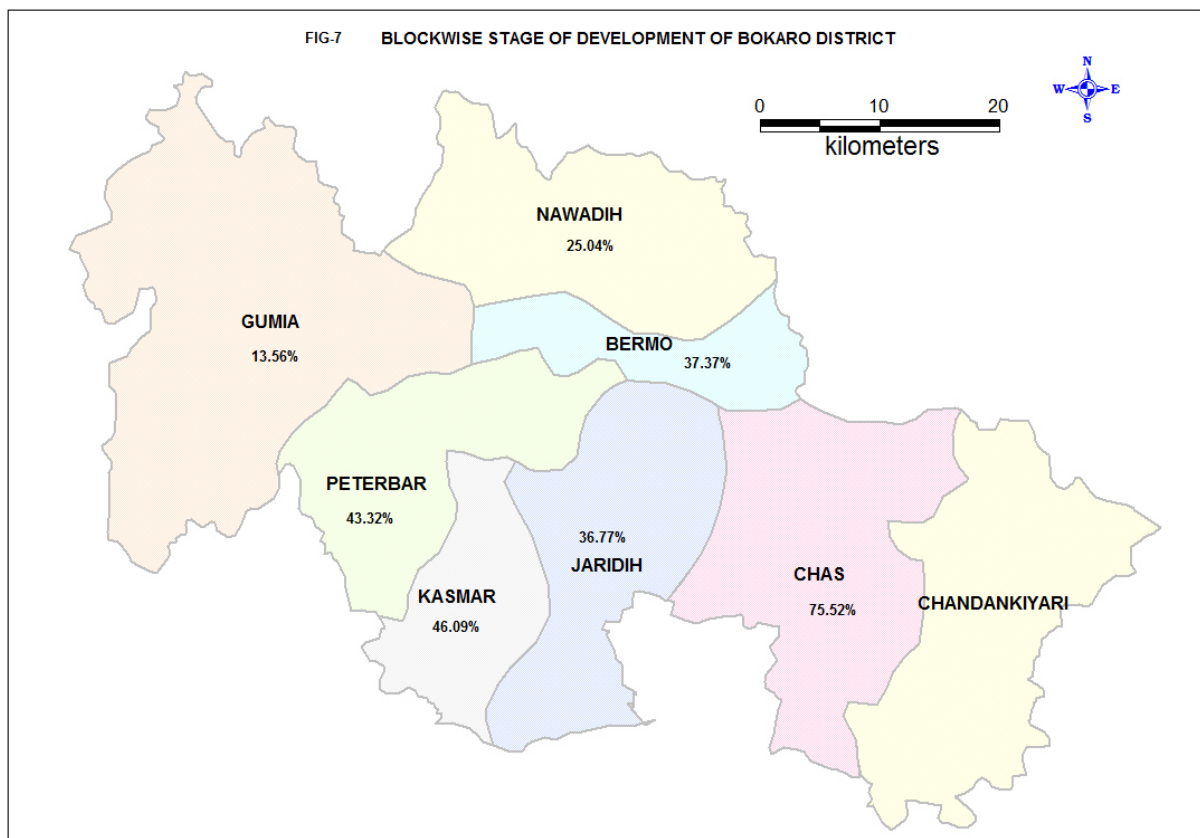 FIG-7 BLOCKWISE STAGE OF DEVELOPMENT OF BOKARO DISTRICT
N
W E
S
0 10 20
kilometers
NAWADIH
25.04%
GUMIA
13.56%
BERMO
37.37%
PETERBAR
43.32%
36.77%
JARIDIH
KASMAR
46.09%
CHAS
75.52%
CHANDANKIYARI